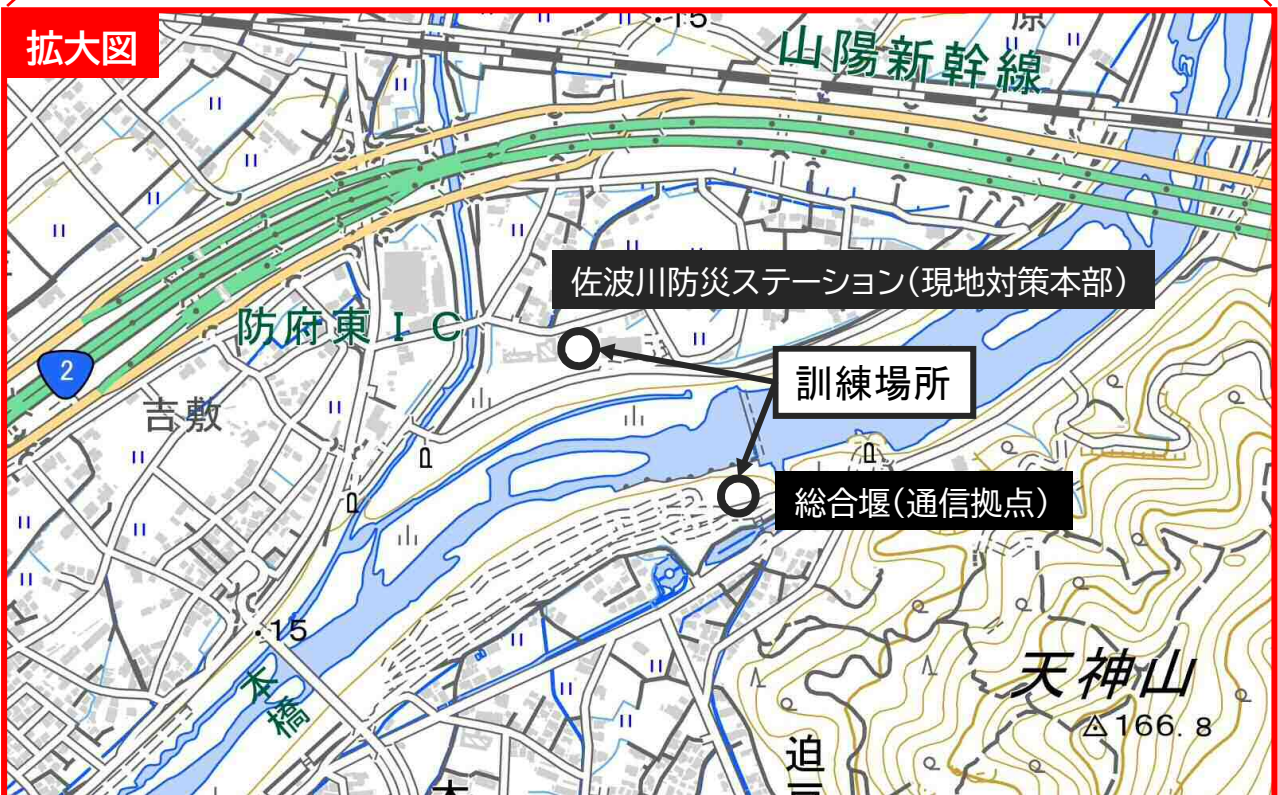 拡大図
・15
原
山陽新幹線
佐波川防災ステーション（現地対策本部）
防府東IC
2
訓練場所
吉敷
総合堰（通信拠点）
・15
本橋
天神山
166.8
迫